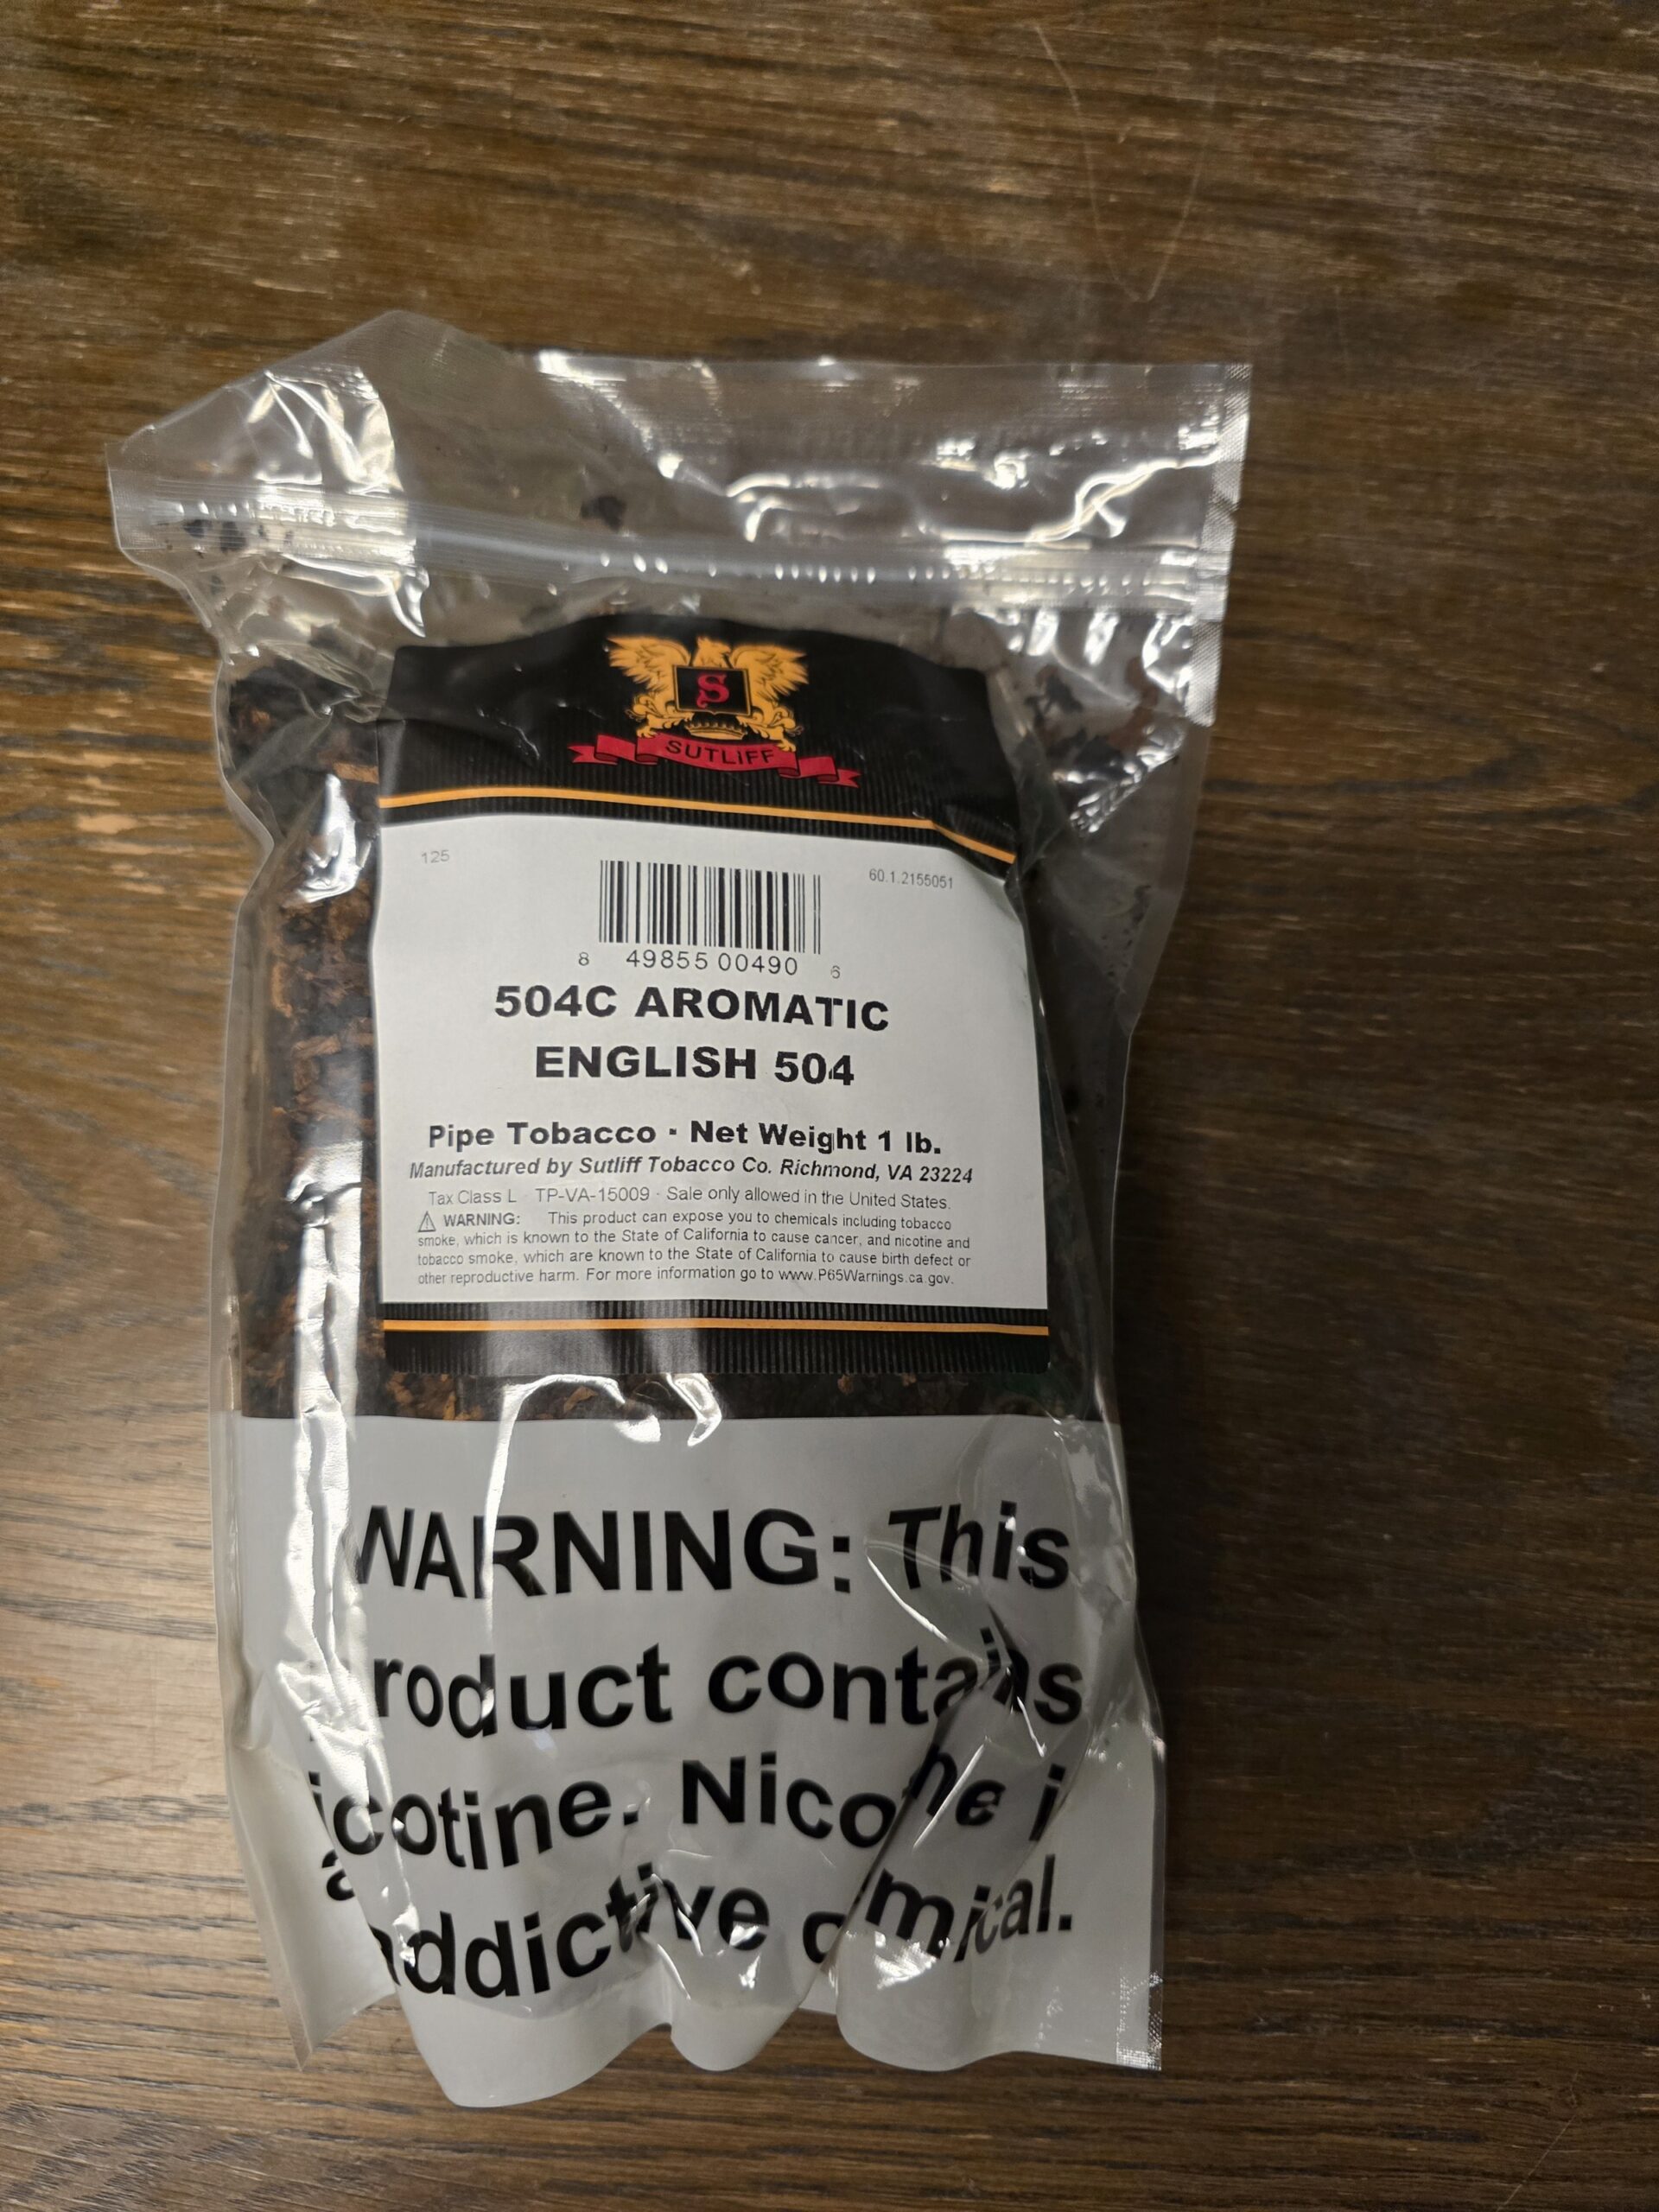 S
SUTLIFF
125
60.1.2155051
8 49855 00490 6
504C AROMATIC
ENGLISH 504
Pipe Tobacco · Net Weight 1 lb.
Manufactured by Sutliff Tobacco Co. Richmond, VA 23224
Tax Class L · TP-VA-15009 · Sale only allowed in the United States.
⚠ WARNING: This product can expose you to chemicals including tobacco
smoke, which is known to the State of California to cause cancer, and nicotine and
tobacco smoke, which are known to the State of California to cause birth defect or
other reproductive harm. For more information go to www.P65Warnings.ca.gov.
WARNING: This
roduct contains
icotine. Nicotine i
addictive mical.